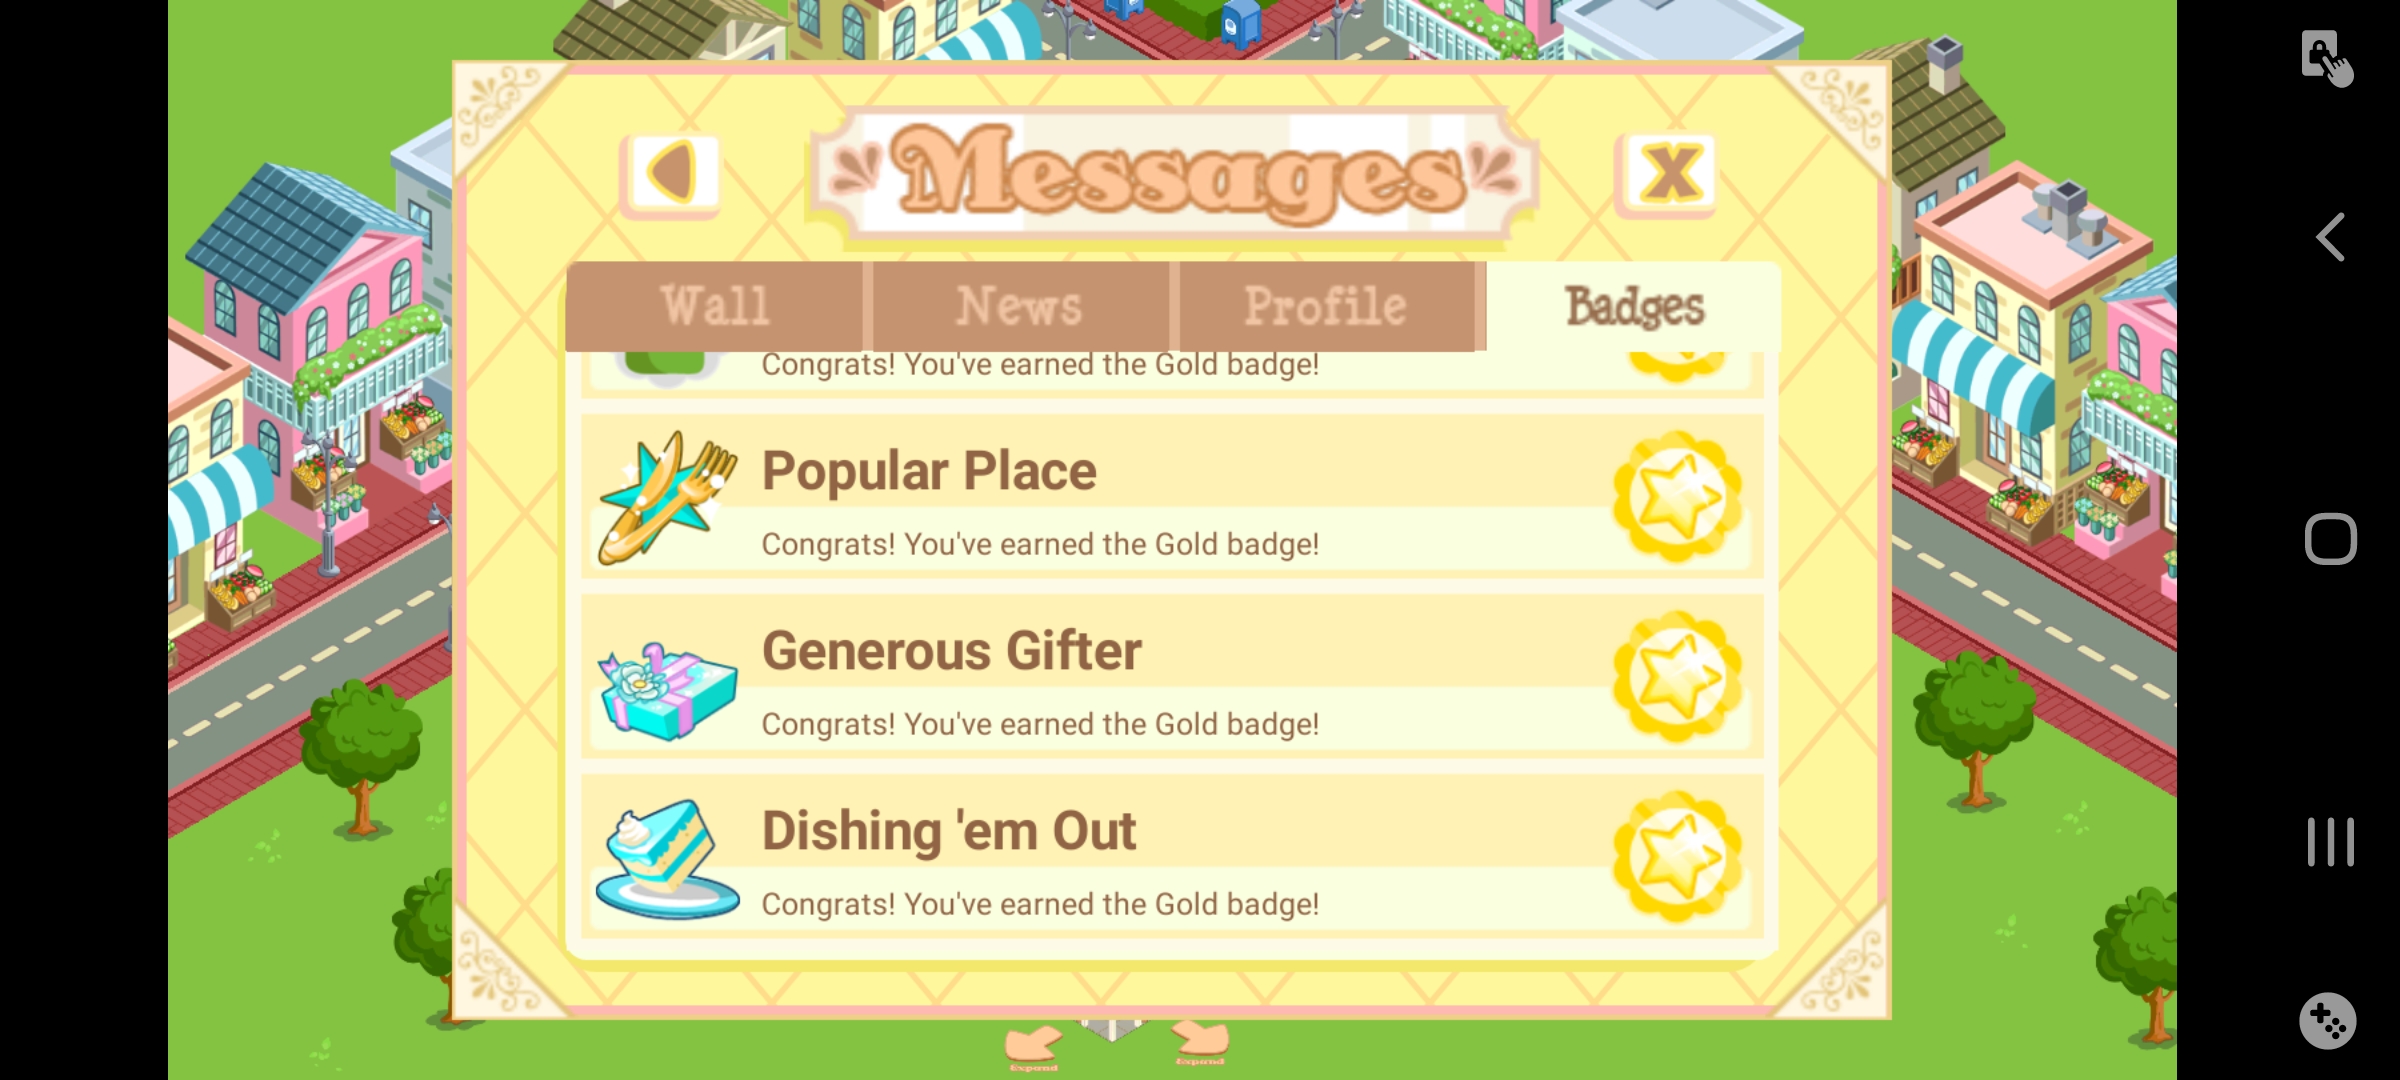 Messages
X
Wall News Profile Badges
Congrats! You've earned the Gold badge!
Popular Place
Congrats! You've earned the Gold badge!
Generous Gifter
Congrats! You've earned the Gold badge!
Dishing 'em Out
Congrats! You've earned the Gold badge!
Expand Expand